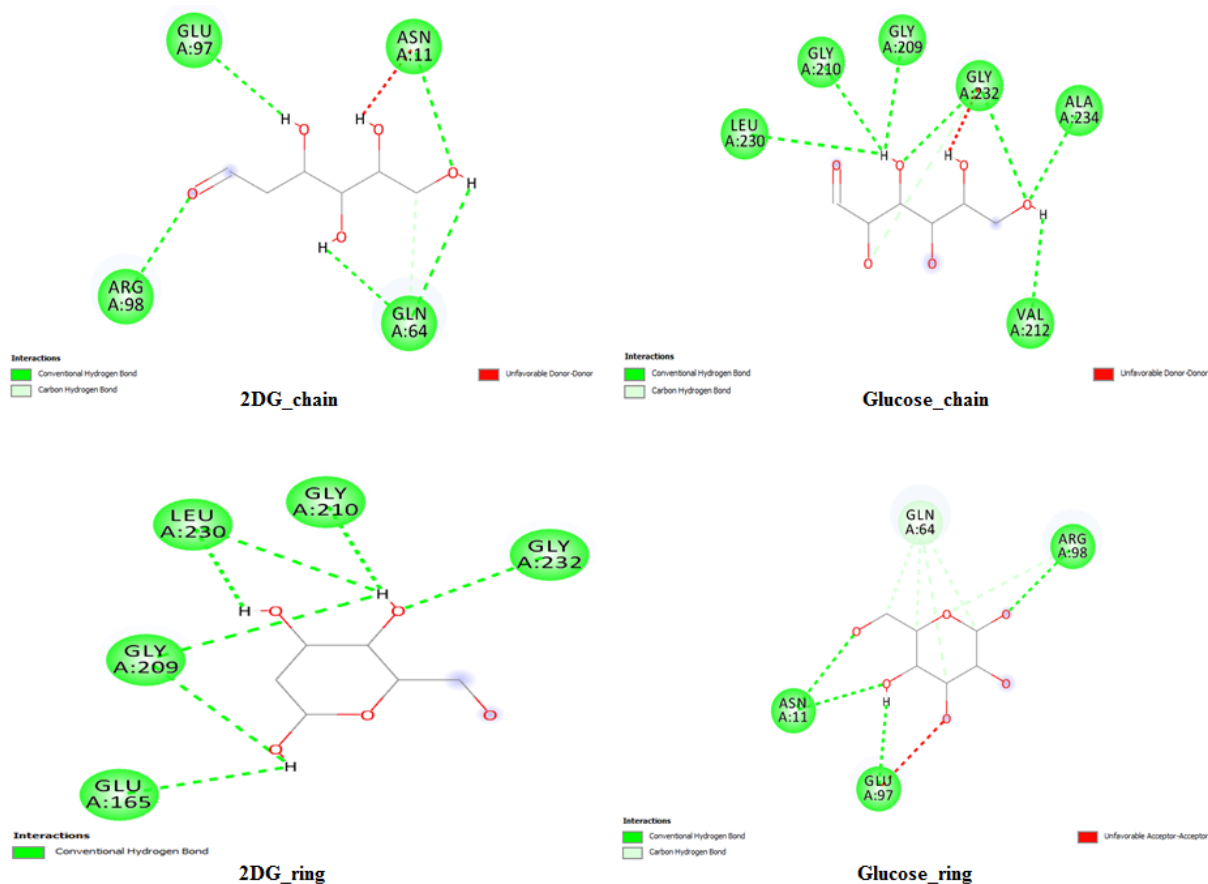 GLU
A:97
ASN
A:11
H
O
O
H
O
H
O
H
O
ARG
A:98
GLN
A:64
Interactions
Conventional Hydrogen Bond
Carbon Hydrogen Bond
Unfavorable Donor-Donor
2DG_chain
GLY
A:210
GLY
A:209
GLY
A:232
ALA
A:234
LEU
A:230
H
O
H
O
O
O
H
O
O
VAL
A:212
Interactions
Conventional Hydrogen Bond
Carbon Hydrogen Bond
Unfavorable Donor-Donor
Glucose_chain
LEU
A:230
GLY
A:210
GLY
A:232
H
O
H
O
GLY
A:209
O
O
O
H
GLU
A:165
Interactions
Conventional Hydrogen Bond
2DG_ring
GLN
A:64
ARG
A:98
O
O
O
O
H
O
O
ASN
A:11
GLU
A:97
Interactions
Conventional Hydrogen Bond
Carbon Hydrogen Bond
Unfavorable Acceptor-Acceptor
Glucose_ring